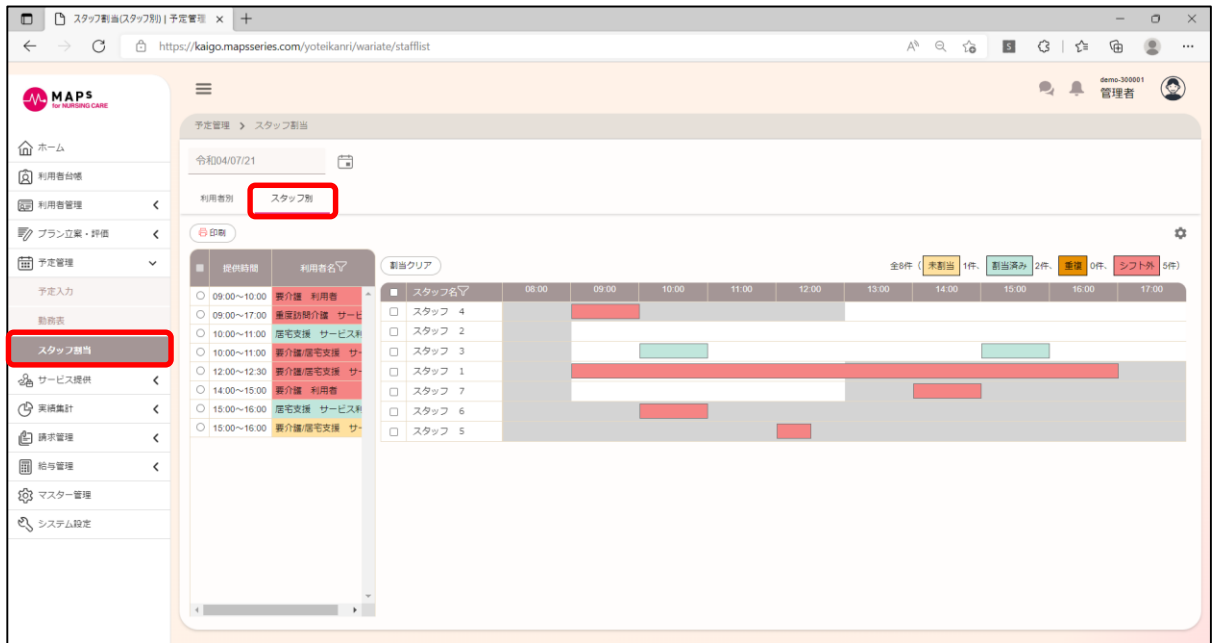 スタッフ割当(スタッフ別) | 予定管理
https://kaigo.mapsseries.com/yoteikanri/wariate/stafflist
MAPS
for NURSING CARE
demo-300001
管理者
ホーム
利用者台帳
利用者管理
プラン立案・評価
予定管理
予定入力
勤務表
スタッフ割当
サービス提供
実績集計
請求管理
給与管理
マスター管理
システム設定
予定管理 > スタッフ割当
令和04/07/21
利用者別 スタッフ別
印刷
提供時間 利用者名
09:00～10:00 要介護 利用者
09:00～17:00 重度訪問介護 サービ
10:00～11:00 居宅支援 サービス利
10:00～11:00 要介護/居宅支援 サー
12:00～12:30 要介護/居宅支援 サー
14:00～15:00 要介護 利用者
15:00～16:00 居宅支援 サービス利
15:00～16:00 要介護/居宅支援 サー
割当クリア 全8件 ( 未割当 1件、 割当済み 2件、 重複 0件、 シフト外 5件)
スタッフ名 08:00 09:00 10:00 11:00 12:00 13:00 14:00 15:00 16:00 17:00
スタッフ 4
スタッフ 2
スタッフ 3
スタッフ 1
スタッフ 7
スタッフ 6
スタッフ 5